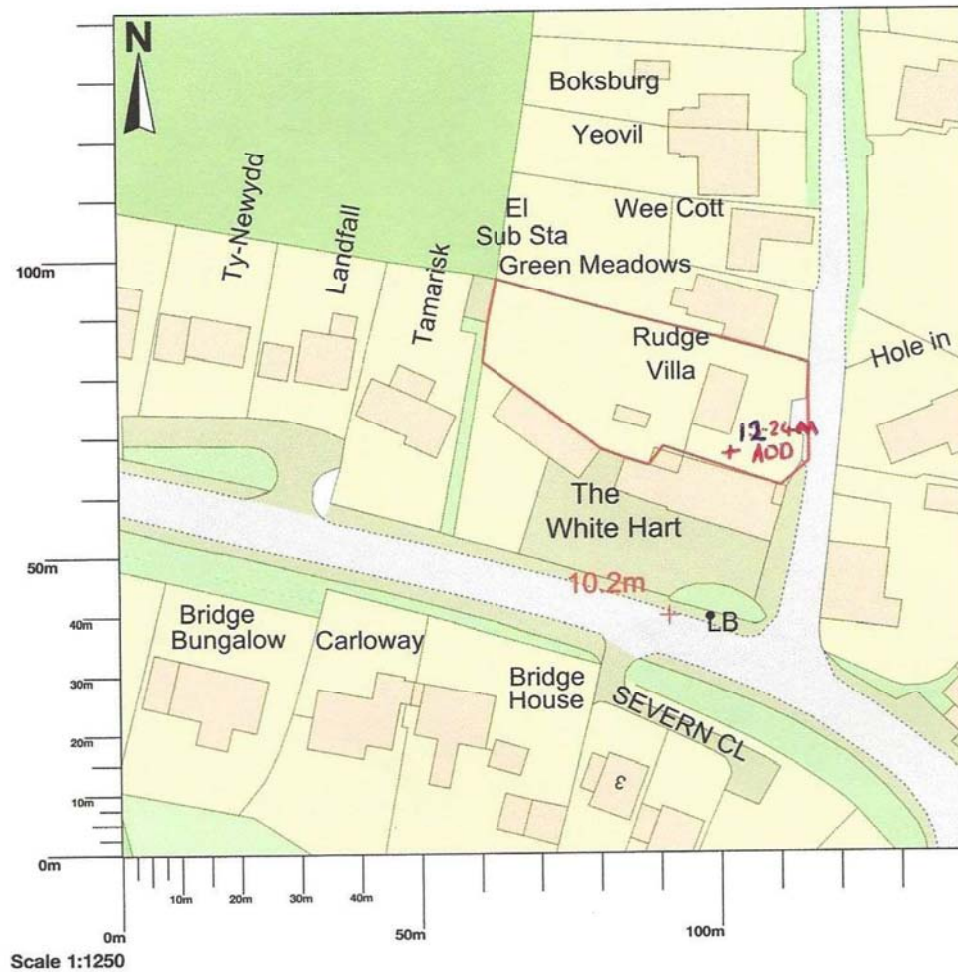 N
Boksburg
Yeovil
Ty-Newydd
Landfall
Tamarisk
El
Sub Sta
Wee Cott
Green Meadows
Rudge
Villa
Hole in
12.24m
AOD
The
White Hart
10.2m
LB
Bridge
Bungalow
Carloway
Bridge
House
SEVERN CL
3
100m
50m
40m
30m
20m
10m
0m
0m
10m
20m
30m
40m
50m
100m
Scale 1:1250